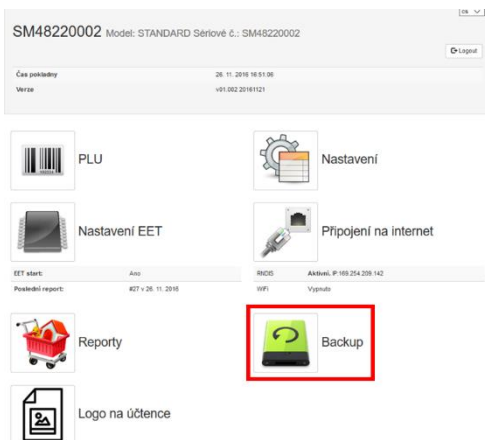 cs
SM48220002 Model: STANDARD Sériové č.: SM48220002
Logout
Čas pokladny 28. 11. 2016 16:51:06
Verze v01.002 20161121
PLU
Nastavení
Nastavení EET
Připojení na internet
EET start: Ano
Poslední report: #27 v 28. 11. 2016
RNDIS Aktivní. IP:169.254.209.142
WiFi Vypnuto
Reporty
Backup
Logo na účtence